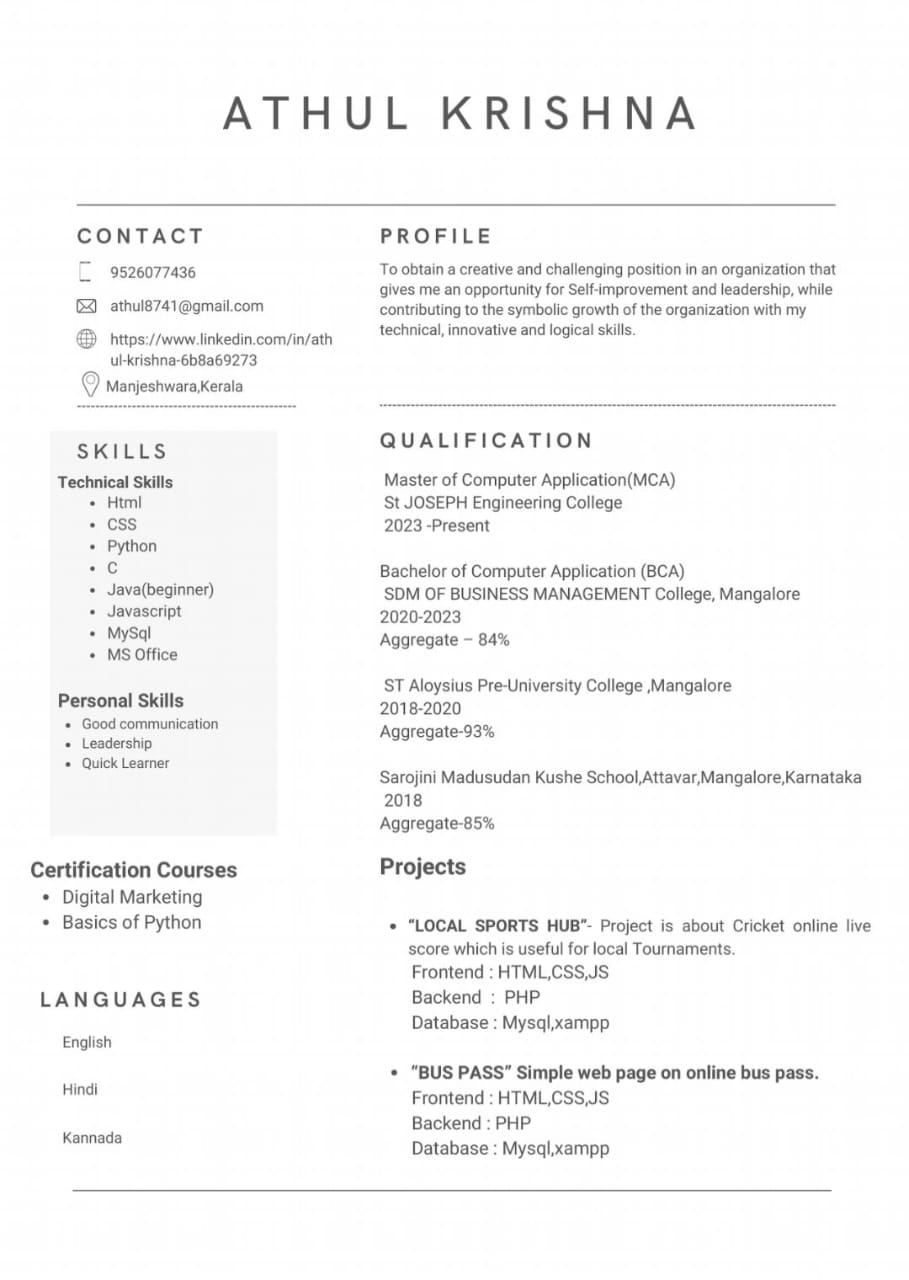 ATHUL KRISHNA
CONTACT
9526077436
athul8741@gmail.com
https://www.linkedin.com/in/ath
ul-krishna-6b8a69273
Manjeshwara,Kerala
SKILLS
Technical Skills
• Html
• CSS
• Python
• C
• Java(beginner)
• Javascript
• MySql
• MS Office
Personal Skills
• Good communication
• Leadership
• Quick Learner
Certification Courses
• Digital Marketing
• Basics of Python
LANGUAGES
English
Hindi
Kannada
PROFILE
To obtain a creative and challenging position in an organization that
gives me an opportunity for Self-improvement and leadership, while
contributing to the symbolic growth of the organization with my
technical, innovative and logical skills.
QUALIFICATION
Master of Computer Application(MCA)
St JOSEPH Engineering College
2023 -Present
Bachelor of Computer Application (BCA)
SDM OF BUSINESS MANAGEMENT College, Mangalore
2020-2023
Aggregate – 84%
ST Aloysius Pre-University College ,Mangalore
2018-2020
Aggregate-93%
Sarojini Madusudan Kushe School,Attavar,Mangalore,Karnataka
2018
Aggregate-85%
Projects
• “LOCAL SPORTS HUB”- Project is about Cricket online live
score which is useful for local Tournaments.
Frontend : HTML,CSS,JS
Backend : PHP
Database : Mysql,xampp
• “BUS PASS” Simple web page on online bus pass.
Frontend : HTML,CSS,JS
Backend : PHP
Database : Mysql,xampp